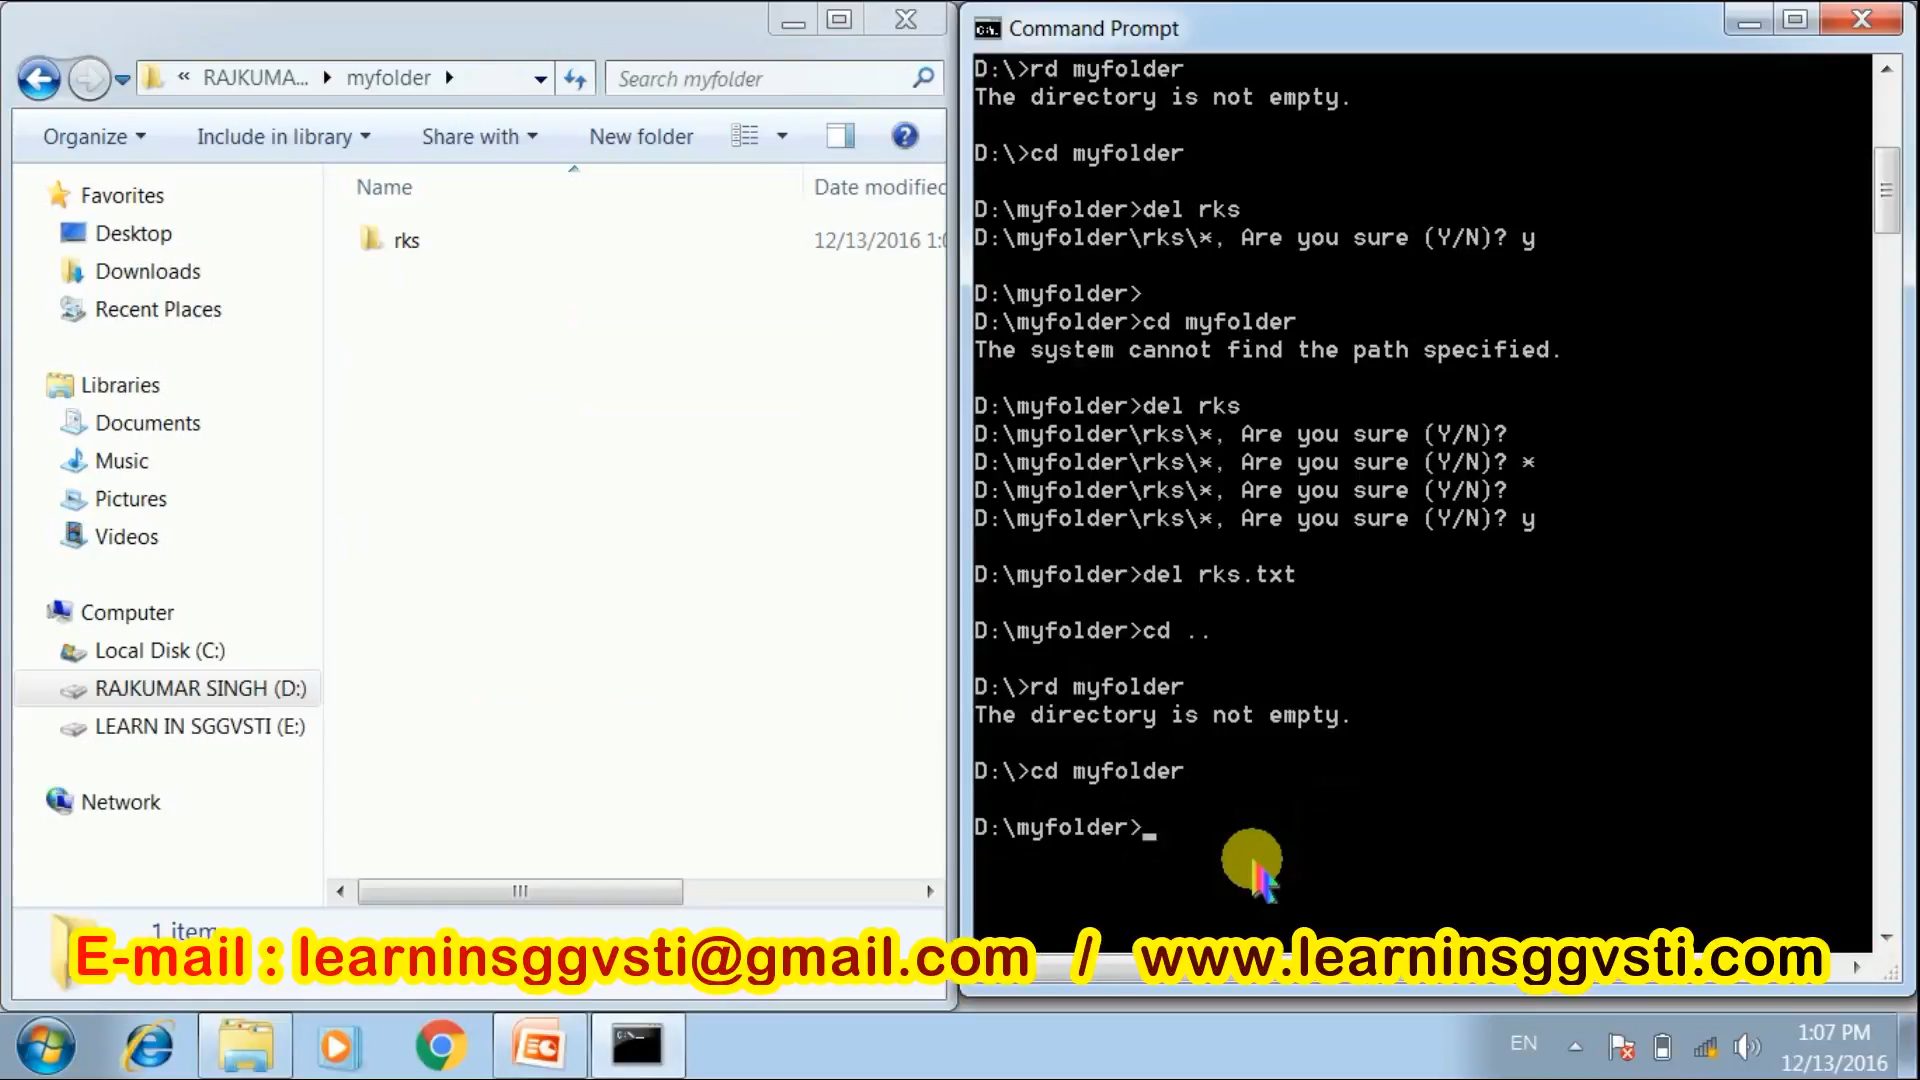 « RAJKUMA... ▸ myfolder ▸
Search myfolder
Organize
Include in library
Share with
New folder
Name
Date modified
rks
12/13/2016 1:0
Favorites
Desktop
Downloads
Recent Places
Libraries
Documents
Music
Pictures
Videos
Computer
Local Disk (C:)
RAJKUMAR SINGH (D:)
LEARN IN SGGVSTI (E:)
Network
1 item
Command Prompt
D:\>rd myfolder
The directory is not empty.
D:\>cd myfolder
D:\myfolder>del rks
D:\myfolder\rks\*, Are you sure (Y/N)? y
D:\myfolder>
D:\myfolder>cd myfolder
The system cannot find the path specified.
D:\myfolder>del rks
D:\myfolder\rks\*, Are you sure (Y/N)?
D:\myfolder\rks\*, Are you sure (Y/N)? *
D:\myfolder\rks\*, Are you sure (Y/N)?
D:\myfolder\rks\*, Are you sure (Y/N)? y
D:\myfolder>del rks.txt
D:\myfolder>cd ..
D:\>rd myfolder
The directory is not empty.
D:\>cd myfolder
D:\myfolder>_
E-mail : learninsggvsti@gmail.com / www.learninsggvsti.com
EN
1:07 PM
12/13/2016